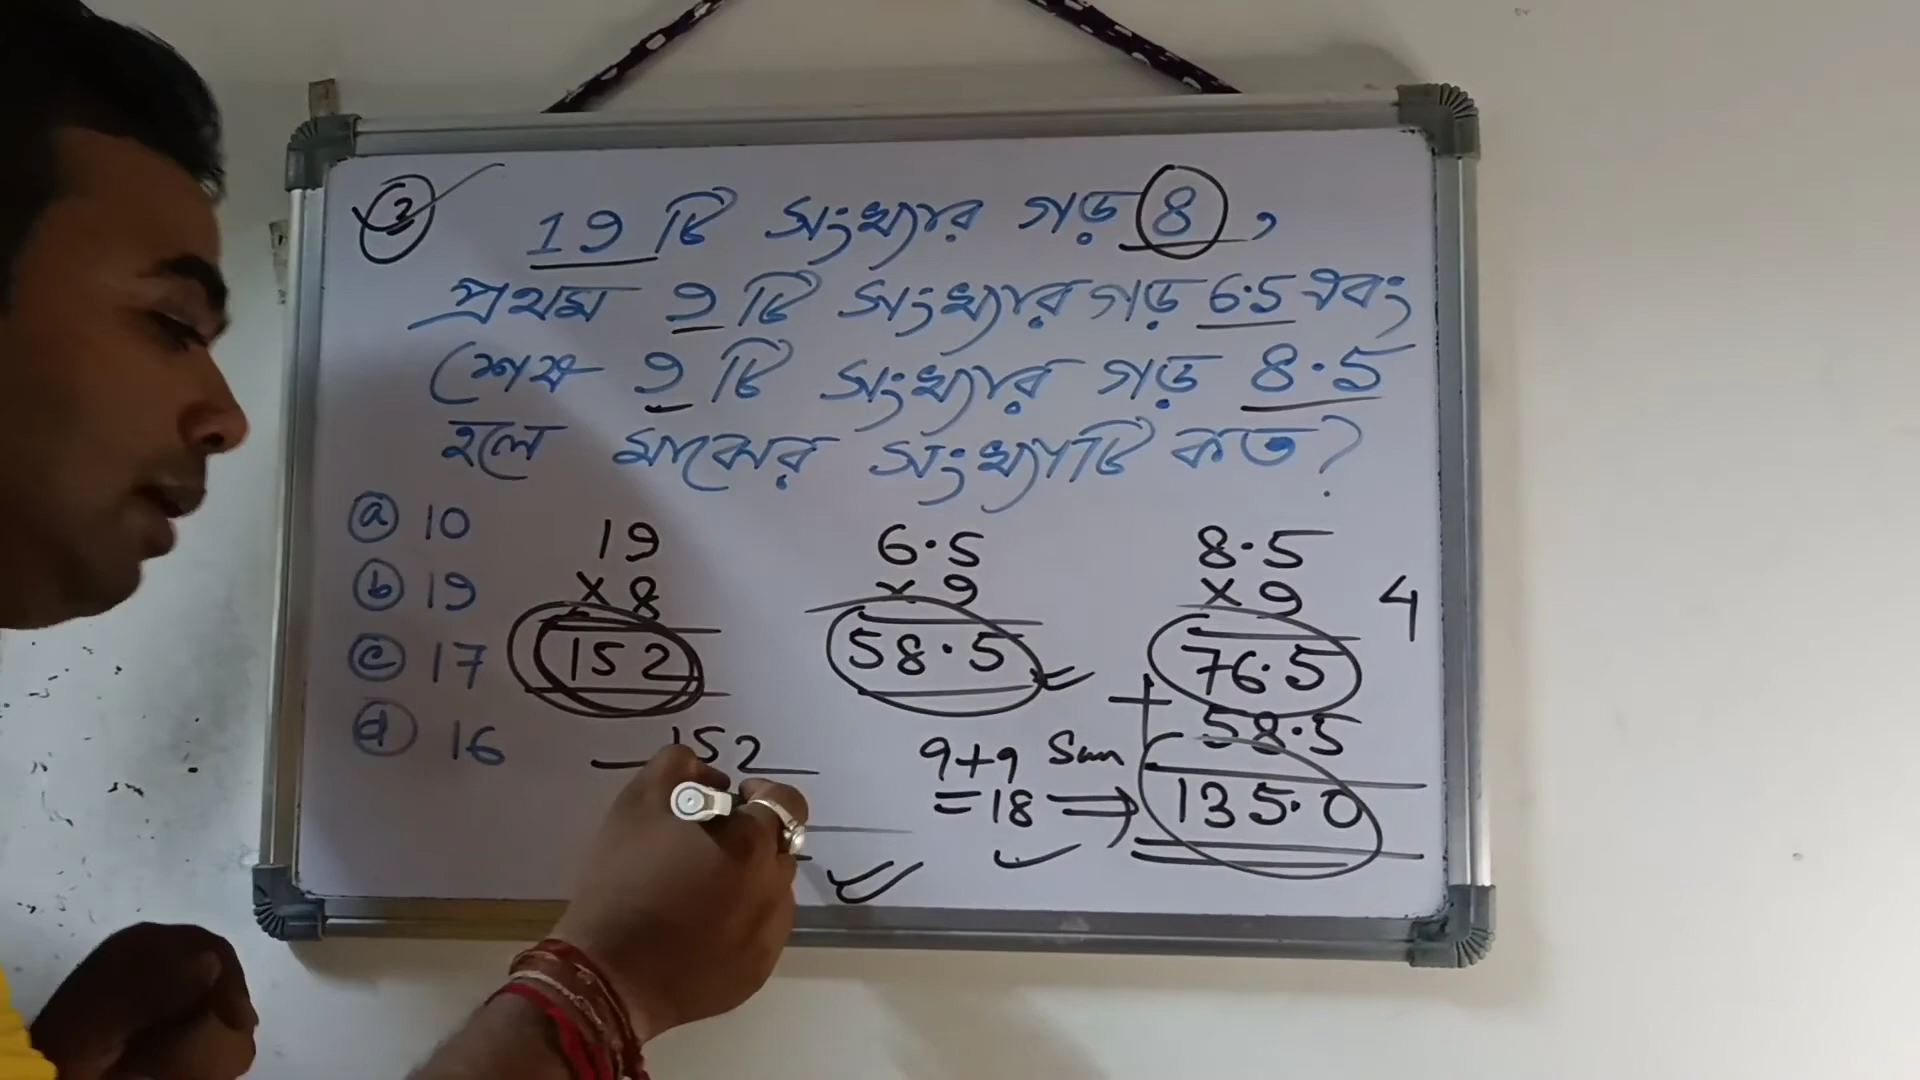 2
19 টি সংখ্যার গড় 8,
প্রথম 9 টি সংখ্যার গড় 6.5 এবং
শেষ 9 টি সংখ্যার গড় 8.5
হলে মাঝের সংখ্যাটি কত?
a 10
b 19
c 17
d 16
19
× 8
152
6.5
× 9
58.5
8.5
× 9 4
76.5
+ 58.5
135.0
152
9+9 Sum
= 18 ⇒